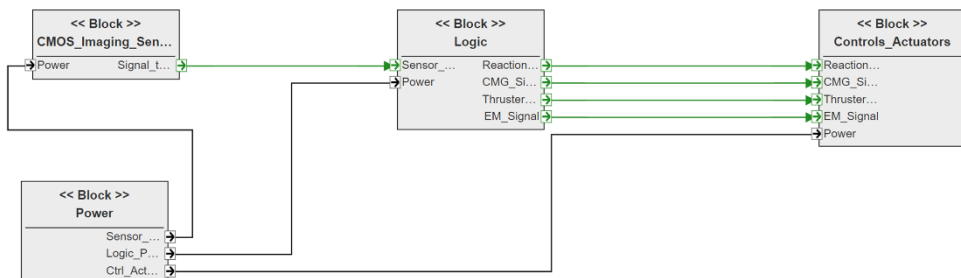 << Block >>
CMOS_Imaging_Sen...
Power
Signal_t...
<< Block >>
Logic
Sensor_...
Power
Reaction...
CMG_Si...
Thruster...
EM_Signal
<< Block >>
Controls_Actuators
Reaction...
CMG_Si...
Thruster...
EM_Signal
Power
<< Block >>
Power
Sensor_...
Logic_P...
Ctrl_Act...